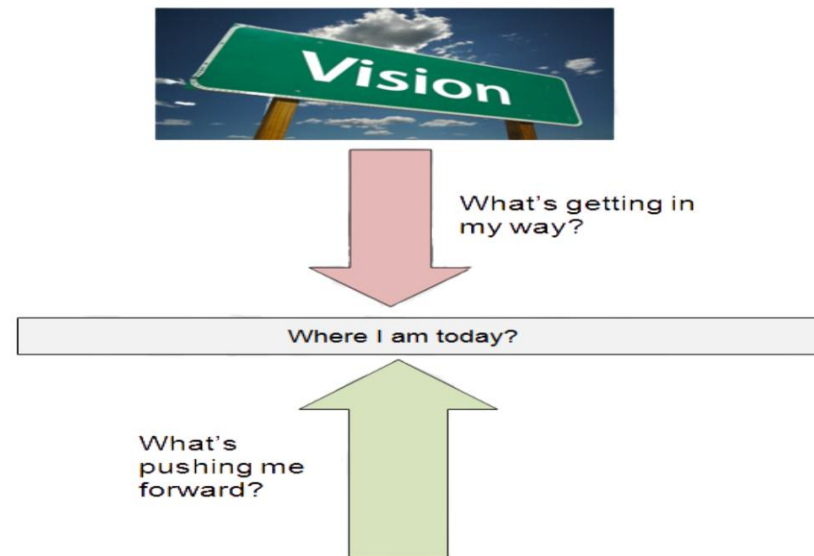 Vision
What's getting in
my way?
Where I am today?
What's
pushing me
forward?